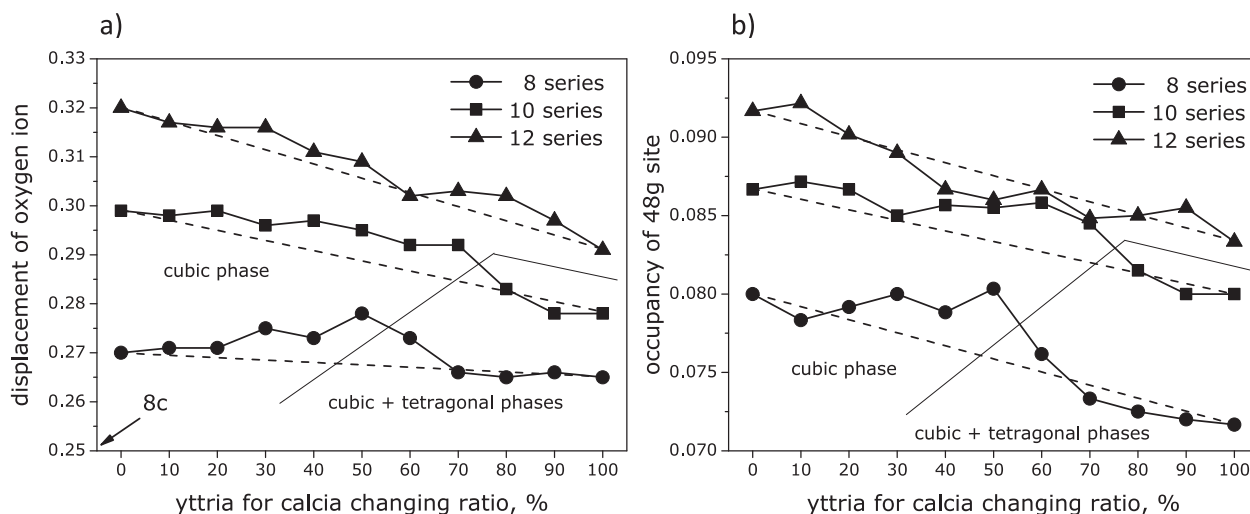 a)
0.33
0.32
0.31
0.30
0.29
0.28
0.27
0.26
0.25
displacement of oxygen ion
8 series
10 series
12 series
cubic phase
cubic + tetragonal phases
8c
0 10 20 30 40 50 60 70 80 90 100
yttria for calcia changing ratio, %
b)
0.095
0.090
0.085
0.080
0.075
0.070
occupancy of 48g site
8 series
10 series
12 series
cubic phase
cubic + tetragonal phases
0 10 20 30 40 50 60 70 80 90 100
yttria for calcia changing ratio, %